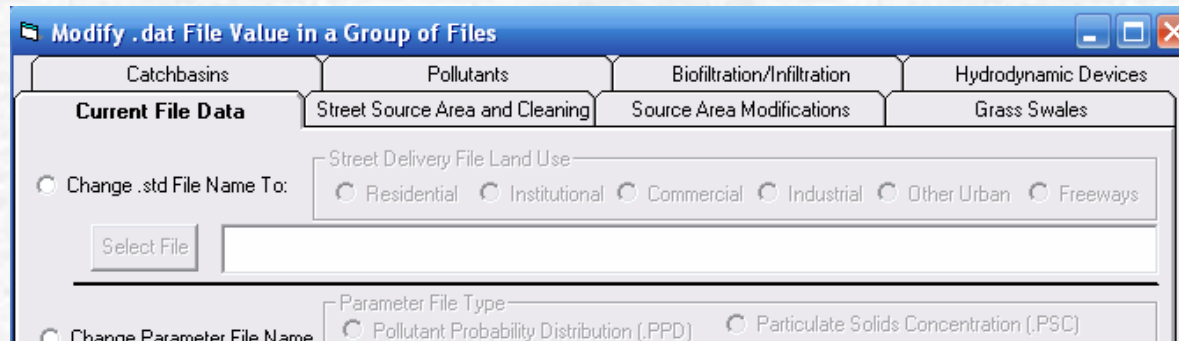 Modify .dat File Value in a Group of Files
Catchbasins Pollutants Biofiltration/Infiltration Hydrodynamic Devices
Current File Data Street Source Area and Cleaning Source Area Modifications Grass Swales
Street Delivery File Land Use
Change .std File Name To: Residential Institutional Commercial Industrial Other Urban Freeways
Select File
Parameter File Type
Change Parameter File Name Pollutant Probability Distribution (.PPD) Particulate Solids Concentration (.PSC)